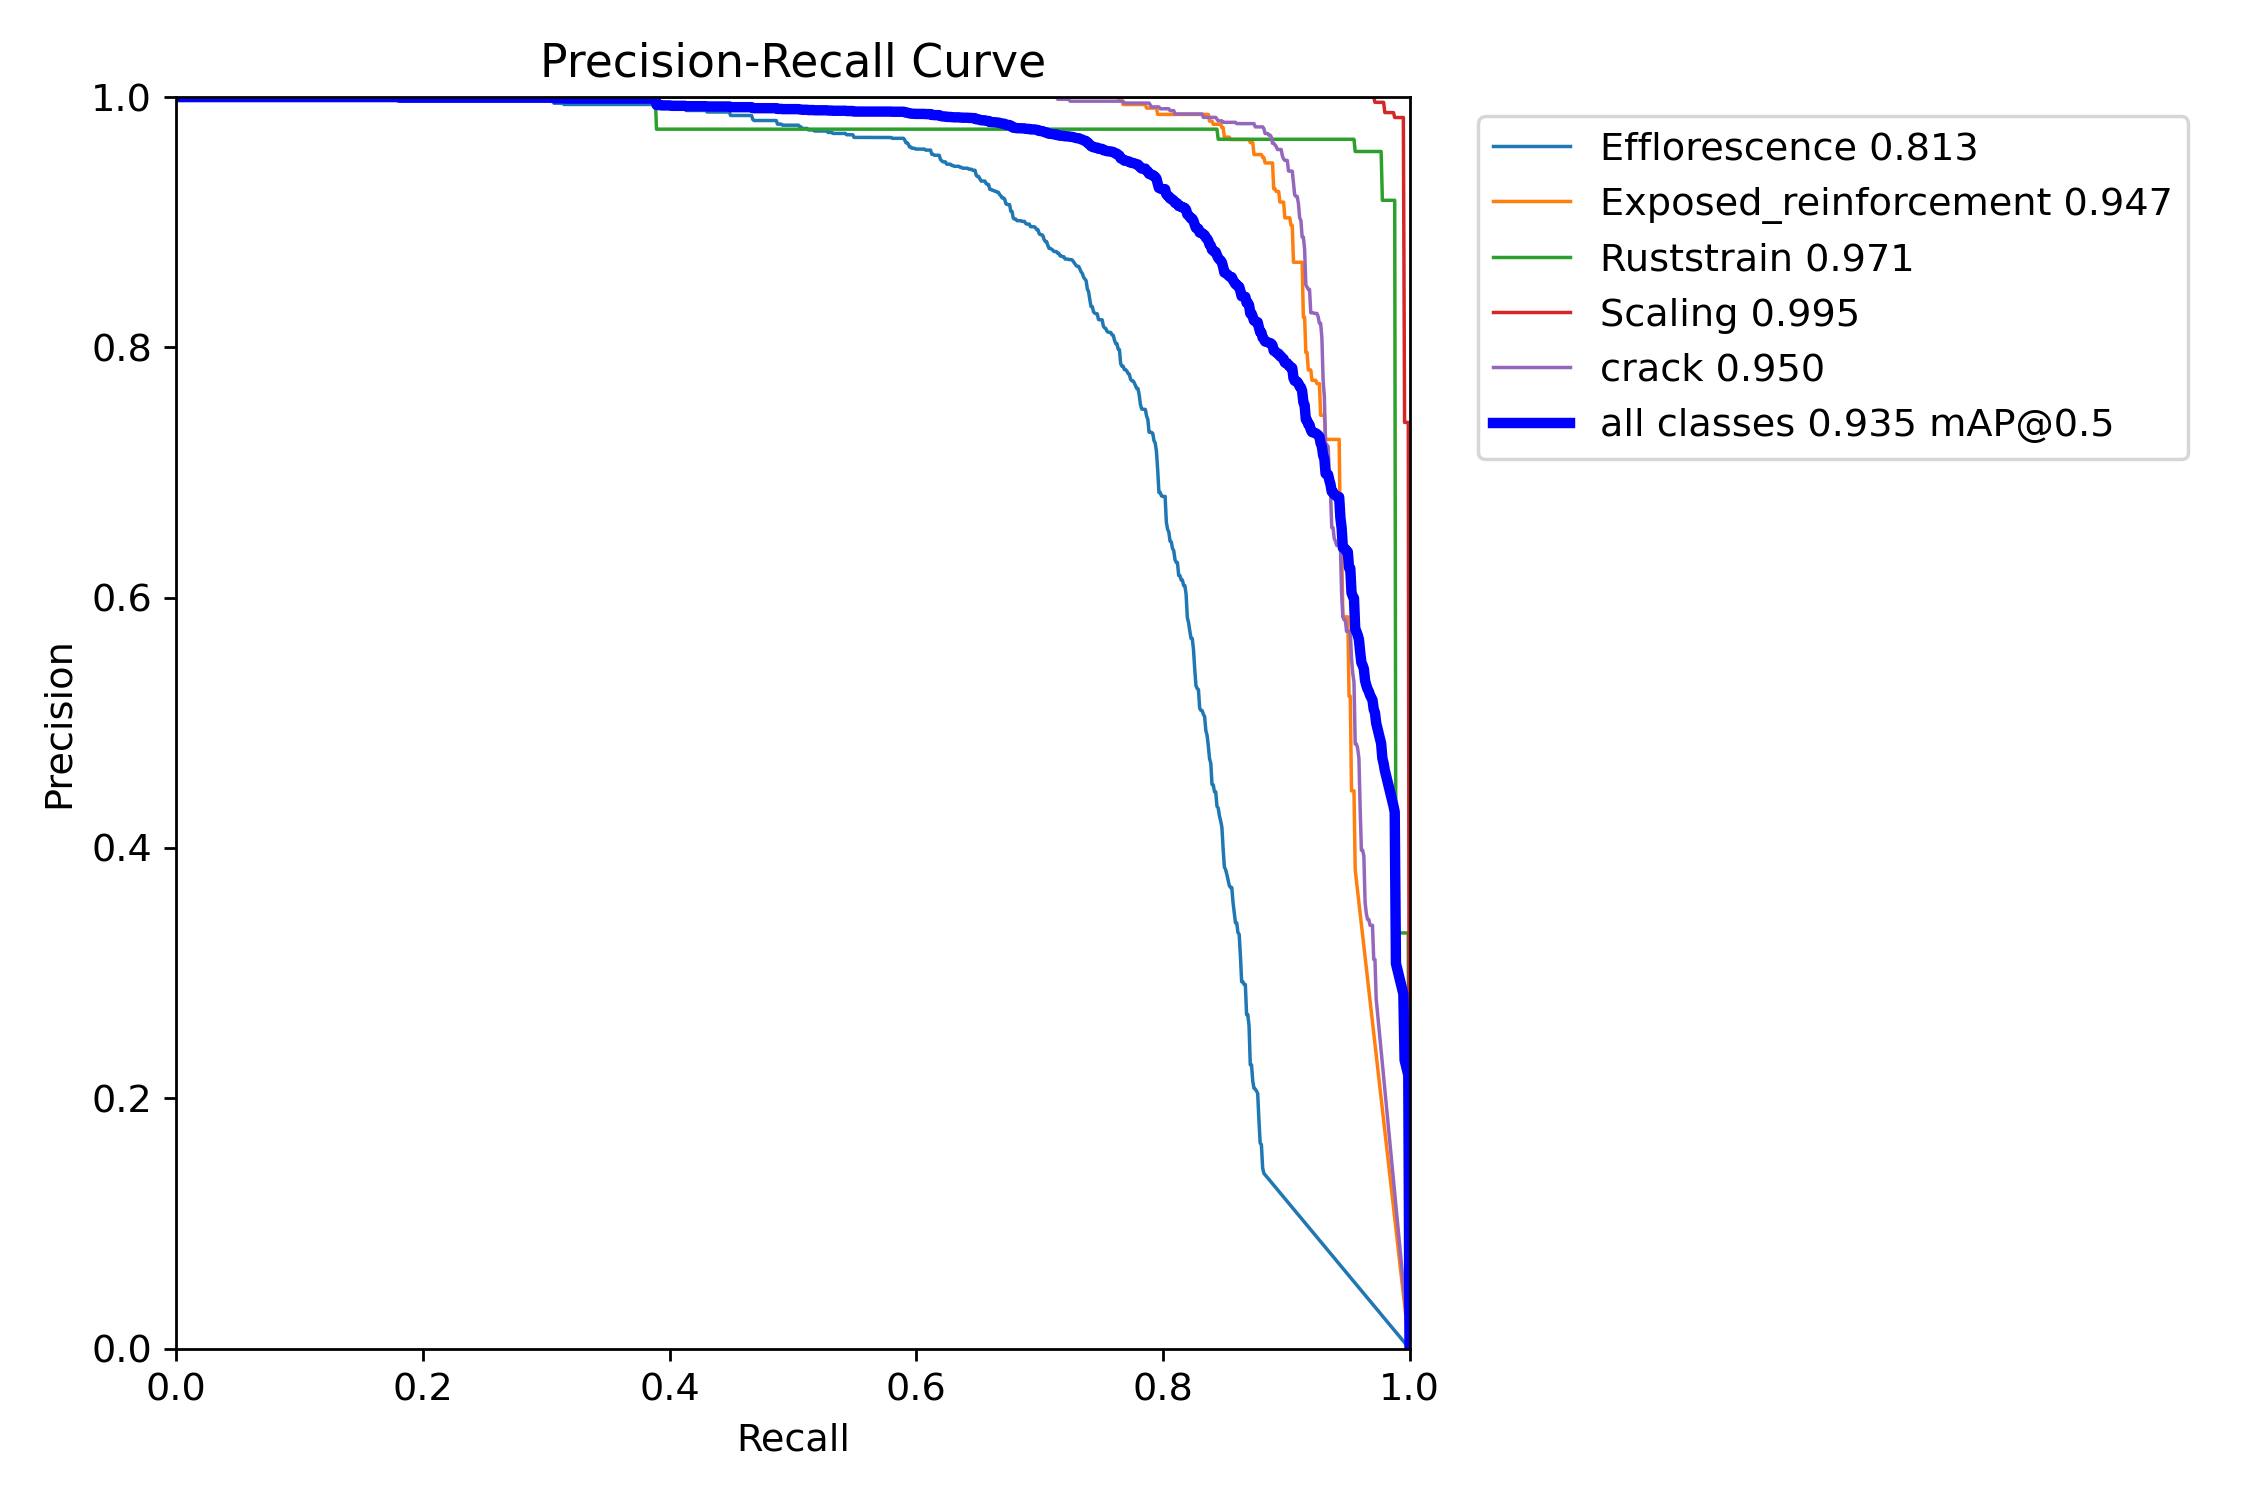 Precision-Recall Curve
1.0
0.8
0.6
0.4
0.2
0.0
Precision
0.0 0.2 0.4 0.6 0.8 1.0
Recall
Efflorescence 0.813
Exposed_reinforcement 0.947
Ruststrain 0.971
Scaling 0.995
crack 0.950
all classes 0.935 mAP@0.5